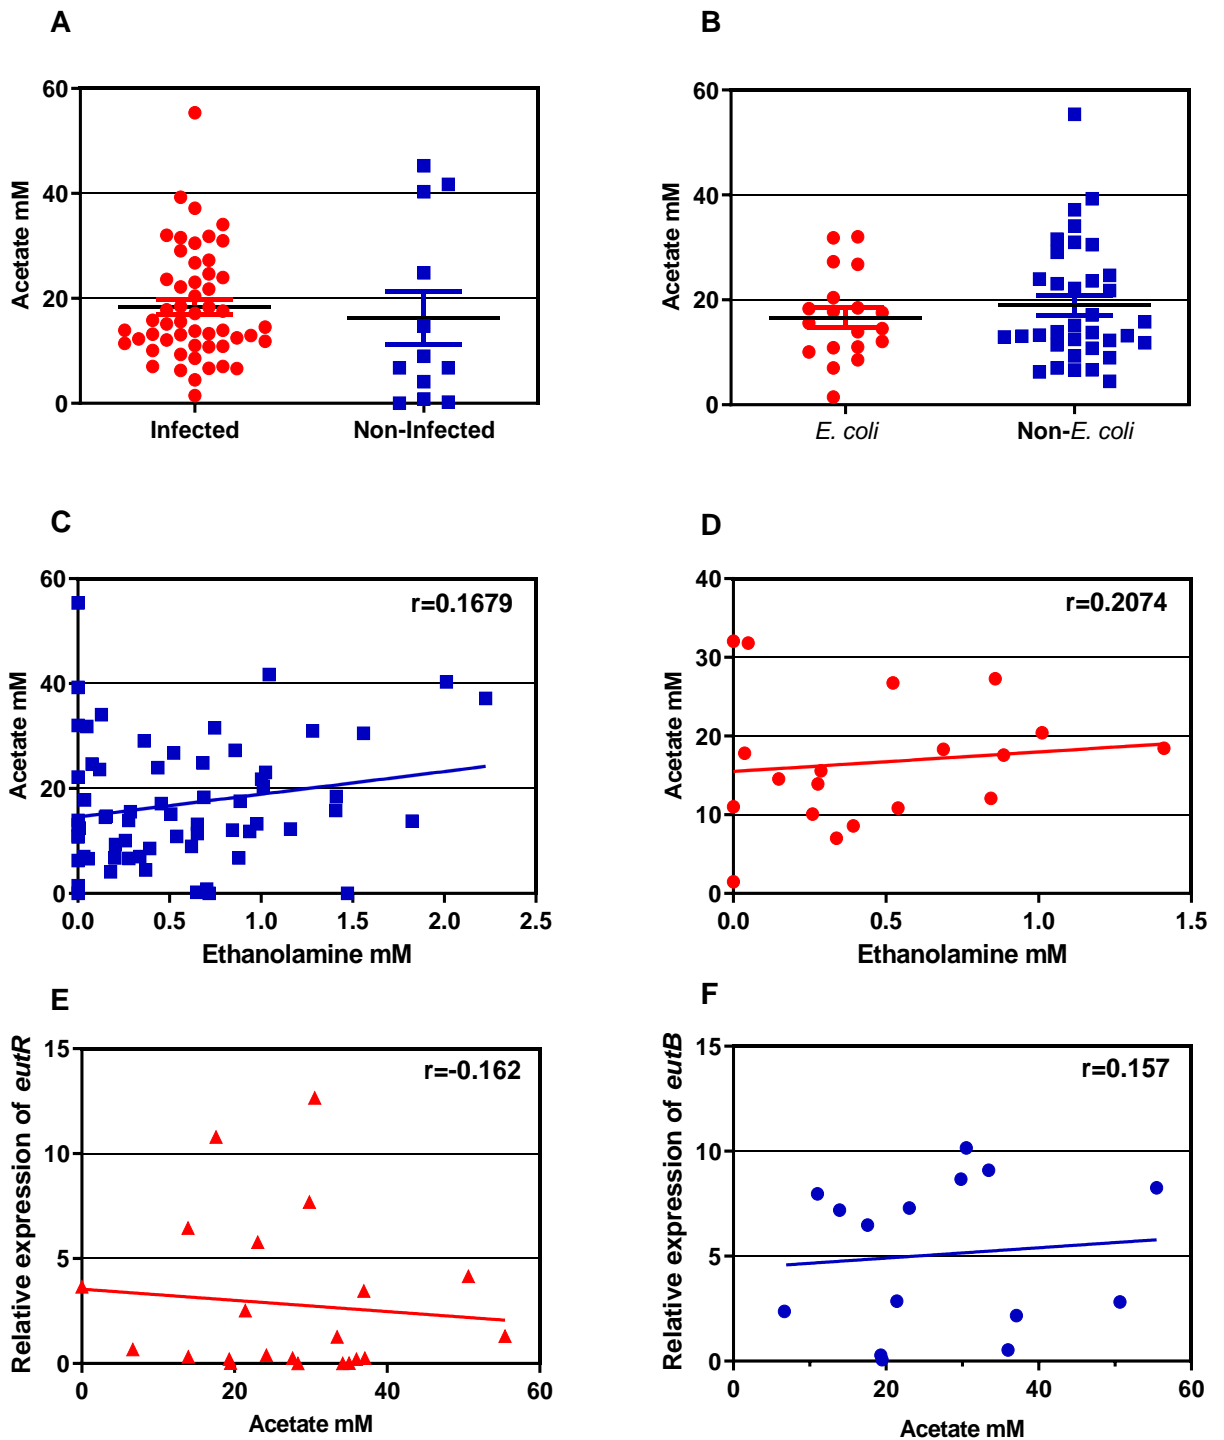 A
B
60
40
20
0
Acetate mM
Infected
Non-Infected
60
40
20
0
Acetate mM
E. coli
Non-E. coli
C
D
60
40
20
0
Acetate mM
r=0.1679
0.0
0.5
1.0
1.5
2.0
2.5
Ethanolamine mM
40
30
20
10
0
Acetate mM
r=0.2074
0.0
0.5
1.0
1.5
Ethanolamine mM
E
F
15
10
5
0
Relative expression of eutR
r=-0.162
0
20
40
60
Acetate mM
15
10
5
0
Relative expression of eutB
r=0.157
0
20
40
60
Acetate mM